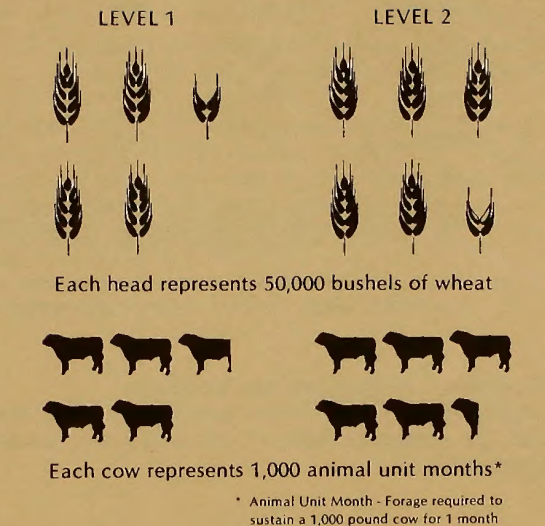 LEVEL 1 LEVEL 2
Each head represents 50,000 bushels of wheat
Each cow represents 1,000 animal unit months*
* Animal Unit Month - Forage required to
sustain a 1,000 pound cow for 1 month